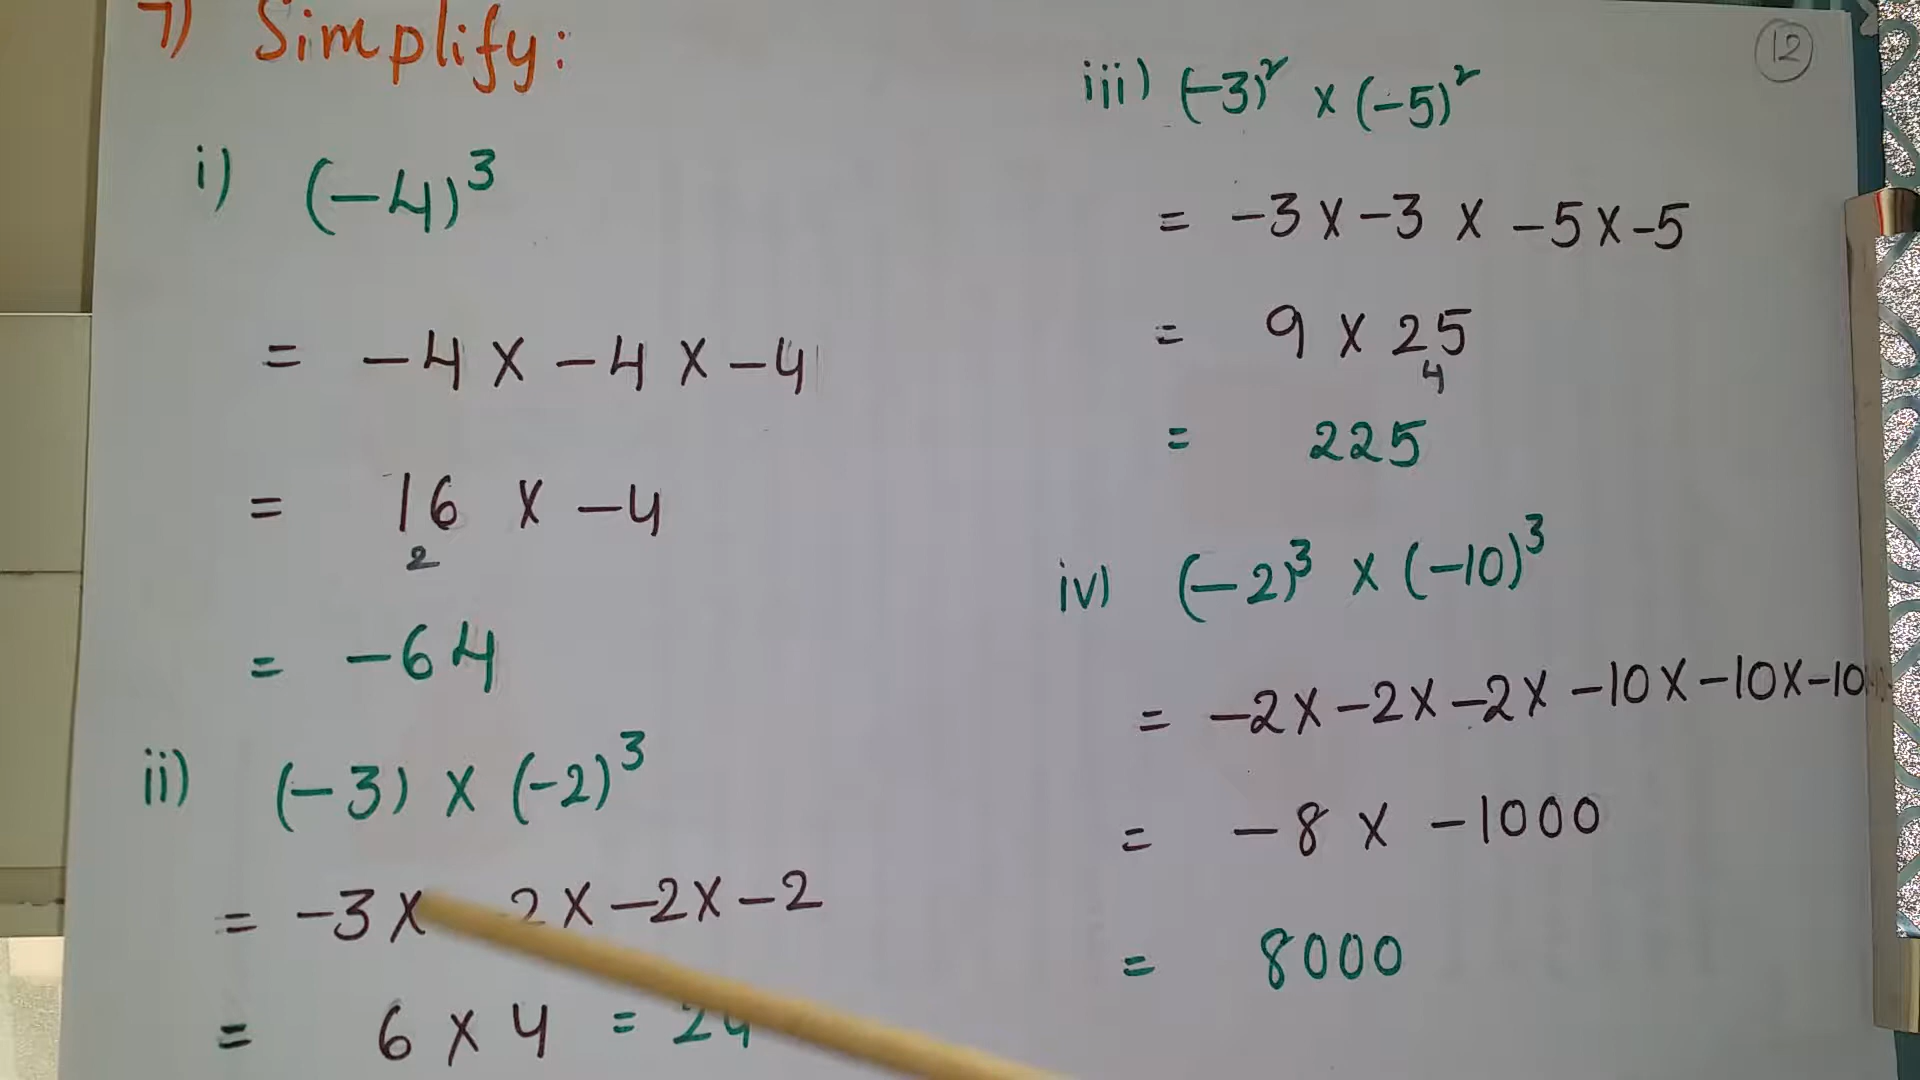 7) Simplify:
i) (-4)³
= -4 x -4 x -4
= 16 x -4
2
= -64
ii) (-3) x (-2)³
= -3 x 2 x -2 x -2
= 6 x 4 = 24
12
iii) (-3)² x (-5)²
= -3 x -3 x -5 x -5
= 9 x 25
4
= 225
iv) (-2)³ x (-10)³
= -2 x -2 x -2 x -10 x -10 x -10
= -8 x -1000
= 8000